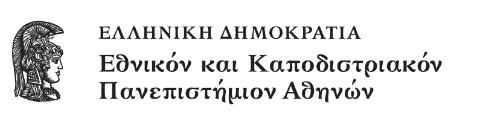 ΕΛΛΗΝΙΚΗ ΔΗΜΟΚΡΑΤΙΑ
Εθνικόν και Καποδιστριακόν
Πανεπιστήμιον Αθηνών